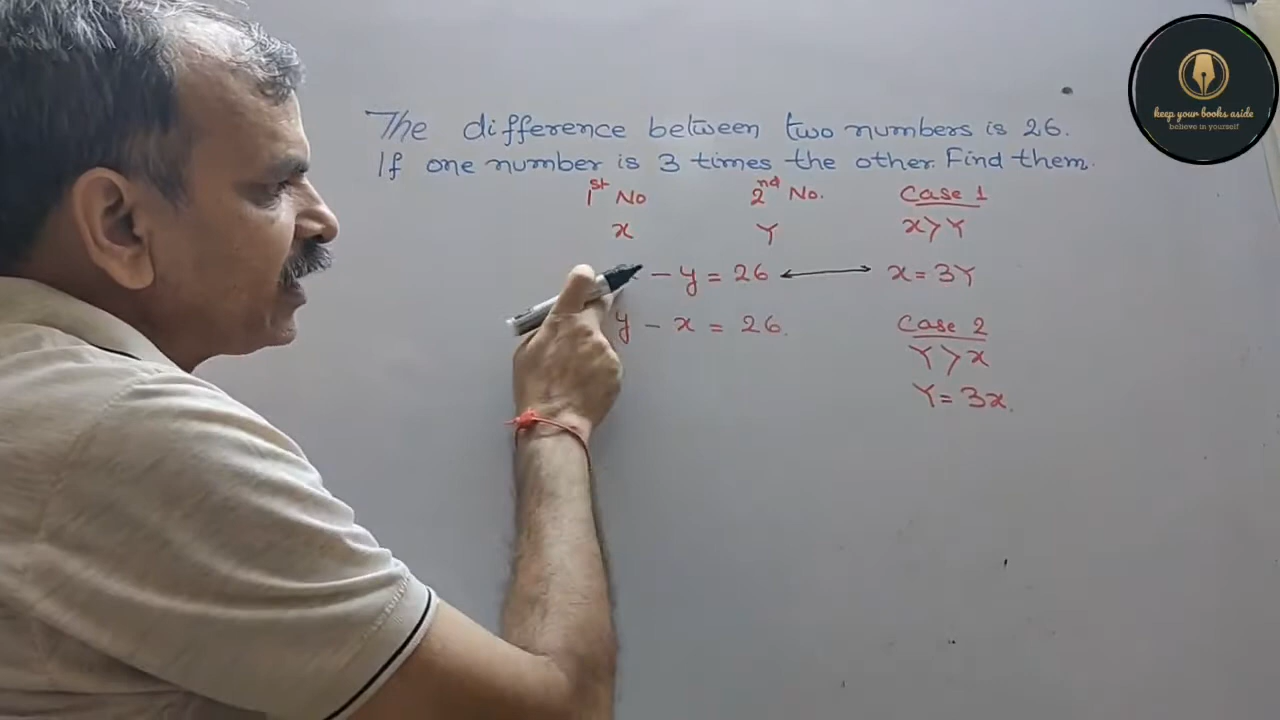 The difference between two numbers is 26.
If one number is 3 times the other. Find them.
1st No 2nd No. Case 1
x Y x>Y
- y = 26 x = 3Y
y - x = 26. Case 2
Y>x
Y = 3x.
keep your books aside
believe in yourself